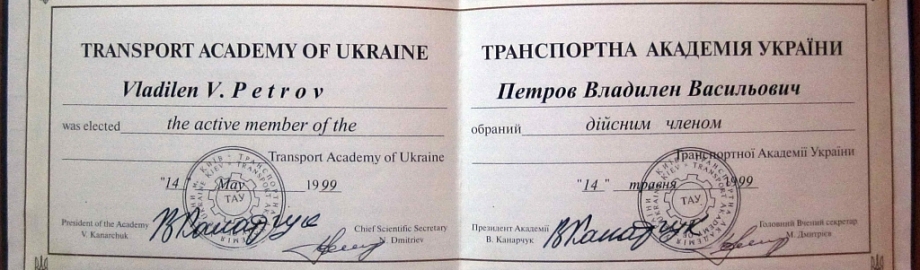 TRANSPORT ACADEMY OF UKRAINE
Vladilen V. Petrov
was elected the active member of the
Transport Academy of Ukraine
"14" May 1999
President of the Academy
V. Kanarchuk
Chief Scientific Secretary
N. Dmitriev
ТАУ
ТРАНСПОРТНА АКАДЕМІЯ УКРАЇНИ
Петров Владилен Васильович
обраний дійсним членом
Транспортної Академії України
"14" травня 1999
Президент Академії
В. Канарчук
Головний Вчений секретар
М. Дмитрієв
ТАУ